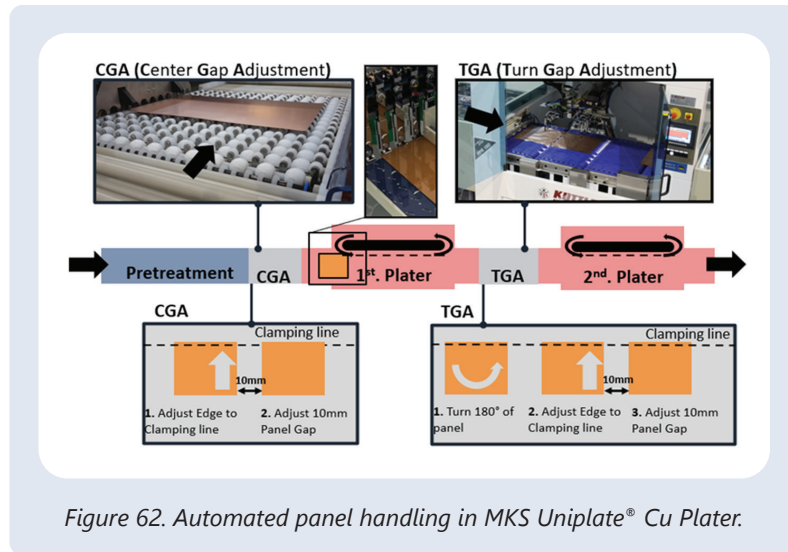 CGA (Center Gap Adjustment)
TGA (Turn Gap Adjustment)
Pretreatment
CGA
1st. Plater
TGA
2nd. Plater
CGA
Clamping line
10mm
1. Adjust Edge to
Clamping line
2. Adjust 10mm
Panel Gap
TGA
Clamping line
10mm
1. Turn 180° of
panel
2. Adjust Edge to
Clamping line
3. Adjust 10mm
Panel Gap
Figure 62. Automated panel handling in MKS Uniplate® Cu Plater.